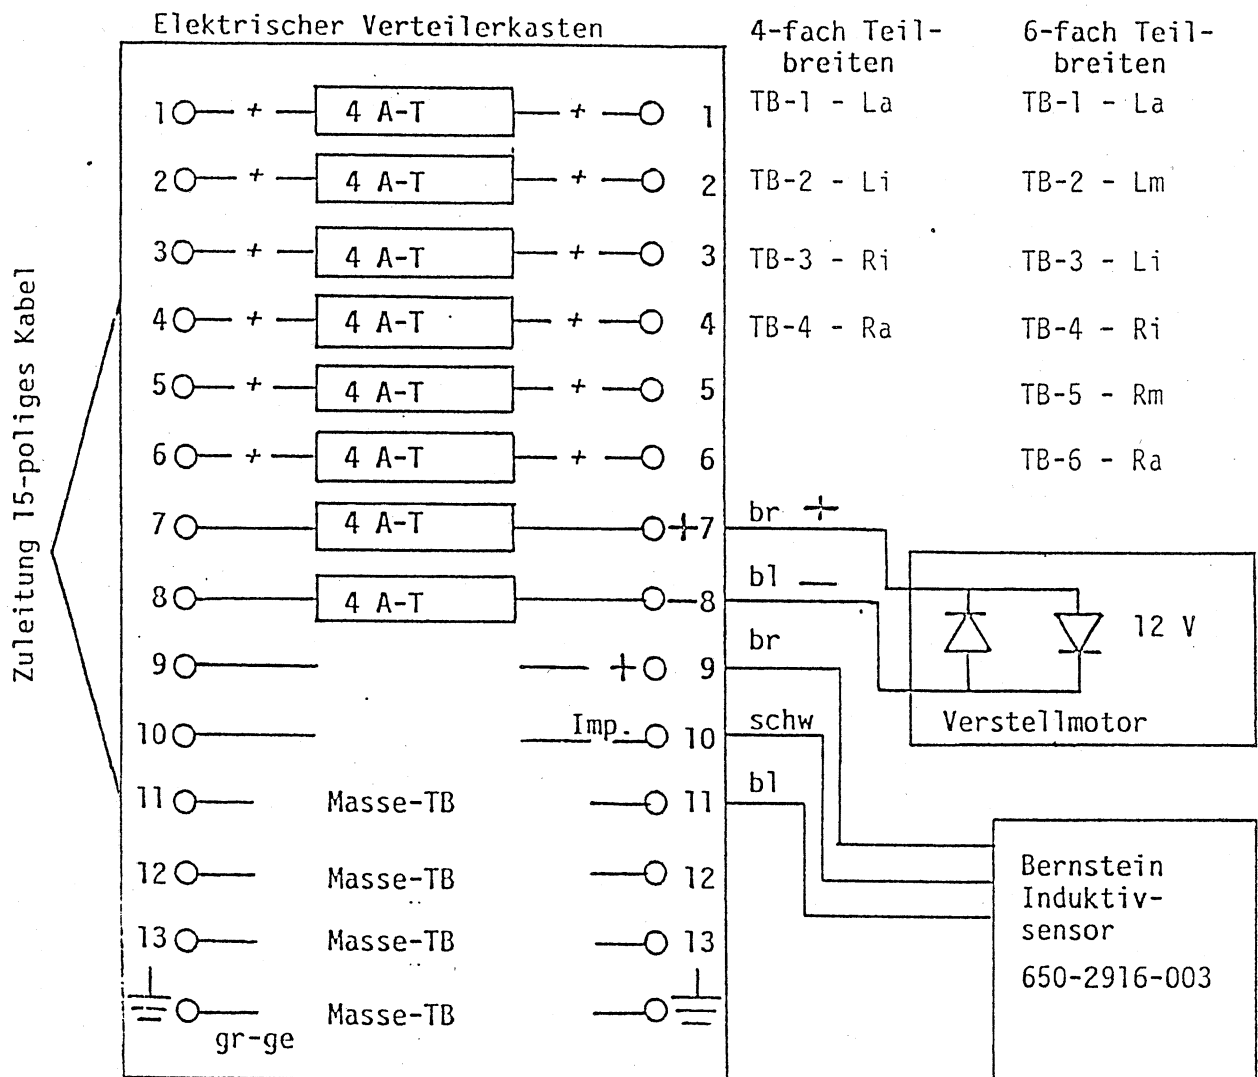 Elektrischer Verteilerkasten
4-fach Teil-
breiten
6-fach Teil-
breiten
1 + 4 A-T + 1 TB-1 - La TB-1 - La
2 + 4 A-T + 2 TB-2 - Li TB-2 - Lm
3 + 4 A-T + 3 TB-3 - Ri TB-3 - Li
4 + 4 A-T + 4 TB-4 - Ra TB-4 - Ri
5 + 4 A-T + 5 TB-5 - Rm
6 + 4 A-T + 6 TB-6 - Ra
7 4 A-T +7 br +
8 4 A-T -8 bl -
9 + 9 br
10 Imp. 10 schw
11 Masse-TB 11 bl
12 Masse-TB 12
13 Masse-TB 13
Masse-TB
gr-ge
Zuleitung 15-poliges Kabel
12 V
Verstellmotor
Bernstein
Induktiv-
sensor
650-2916-003